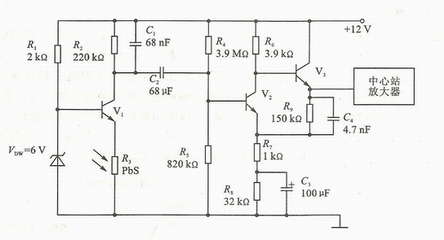 R₁
2 kΩ
R₂
220 kΩ
C₁
68 nF
C₂
68 μF
R₄
3.9 MΩ
R₆
3.9 kΩ
+12 V
V₁
V₂
V₃
中心站
放大器
R₉
150 kΩ
C₄
4.7 nF
V_DW=6 V
R₃
PbS
R₅
820 kΩ
R₇
1 kΩ
R₈
32 kΩ
+
C₃
100 μF